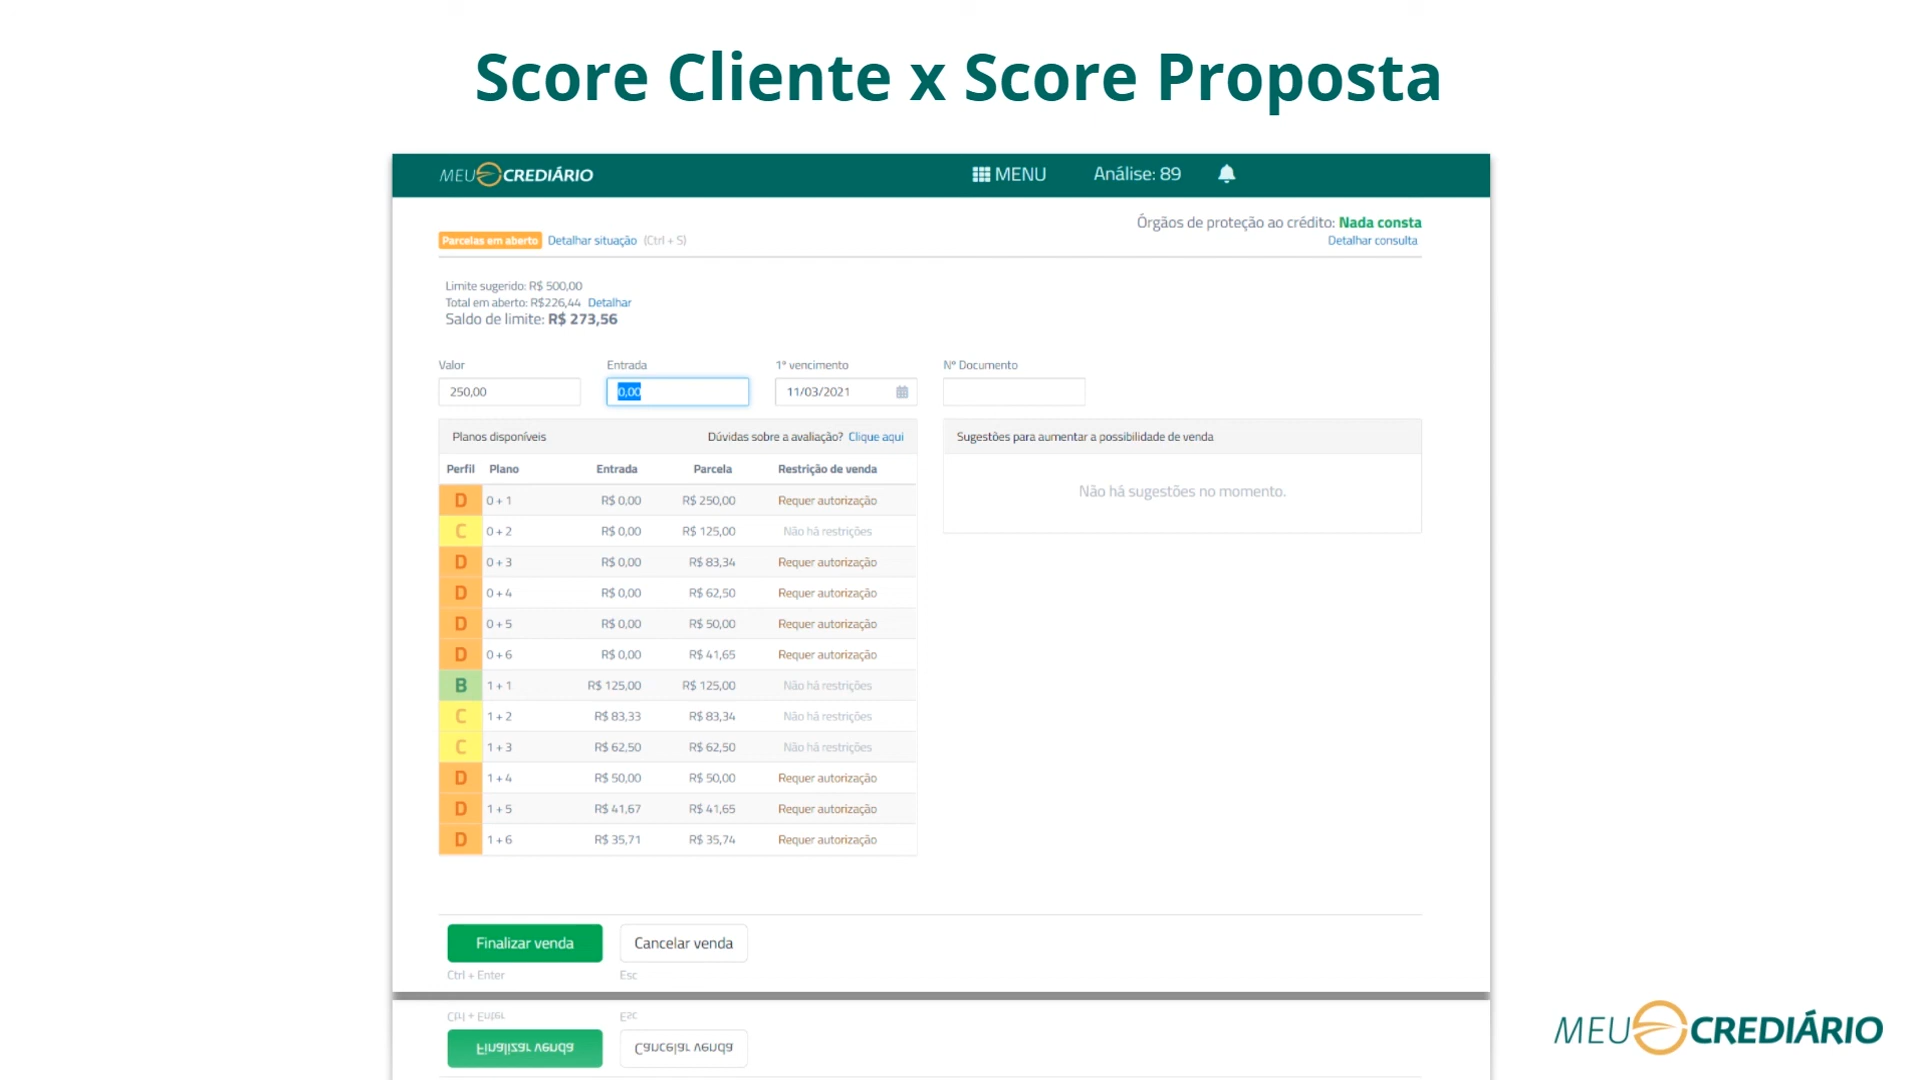 Score Cliente x Score Proposta
MEU CREDIÁRIO
MENU
Análise: 89
Órgãos de proteção ao crédito: Nada consta
Parcelas em aberto Detalhar situação (Ctrl + S)
Detalhar consulta
Limite sugerido: R$ 500,00
Total em aberto: R$226,44 Detalhar
Saldo de limite: R$ 273,56
Valor Entrada 1º vencimento Nº Documento
250,00 0,00 11/03/2021
Planos disponíveis Dúvidas sobre a avaliação? Clique aqui
Sugestões para aumentar a possibilidade de venda
Não há sugestões no momento.
Perfil Plano Entrada Parcela Restrição de venda
D 0 + 1 R$ 0,00 R$ 250,00 Requer autorização
C 0 + 2 R$ 0,00 R$ 125,00 Não há restrições
D 0 + 3 R$ 0,00 R$ 83,34 Requer autorização
D 0 + 4 R$ 0,00 R$ 62,50 Requer autorização
D 0 + 5 R$ 0,00 R$ 50,00 Requer autorização
D 0 + 6 R$ 0,00 R$ 41,65 Requer autorização
B 1 + 1 R$ 125,00 R$ 125,00 Não há restrições
C 1 + 2 R$ 83,33 R$ 83,34 Não há restrições
C 1 + 3 R$ 62,50 R$ 62,50 Não há restrições
D 1 + 4 R$ 50,00 R$ 50,00 Requer autorização
D 1 + 5 R$ 41,67 R$ 41,65 Requer autorização
D 1 + 6 R$ 35,71 R$ 35,74 Requer autorização
Finalizar venda Cancelar venda
Ctrl + Enter Esc
Ctrl + Enter Esc
Finalizar venda Cancelar venda
MEU CREDIÁRIO